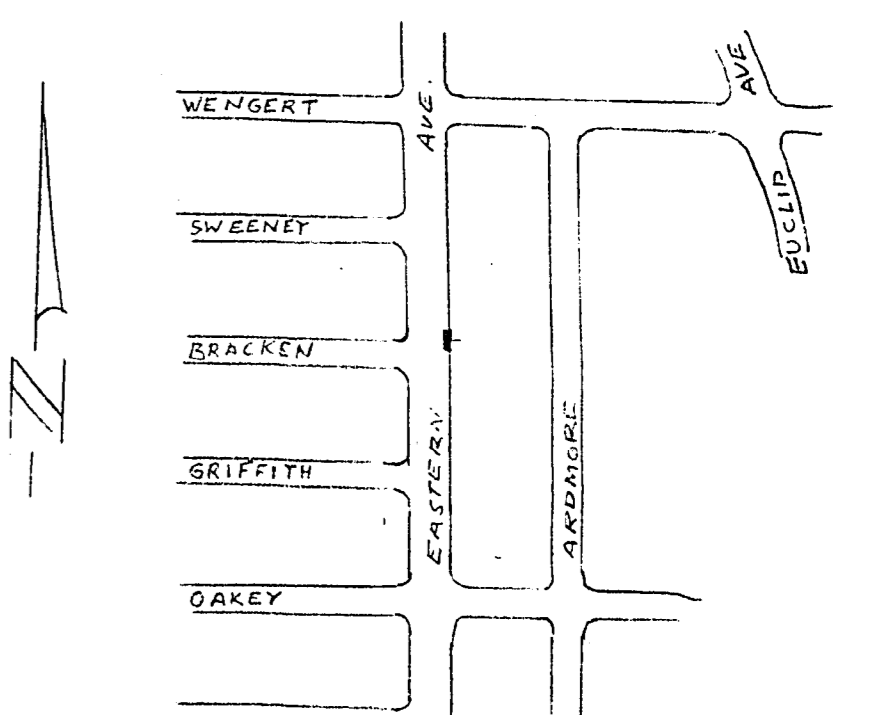 WENGERT
AVE.
AVE
SWEENEY
EUCLID
BRACKEN
N
EASTERN
ARDMORE
GRIFFITH
OAKEY